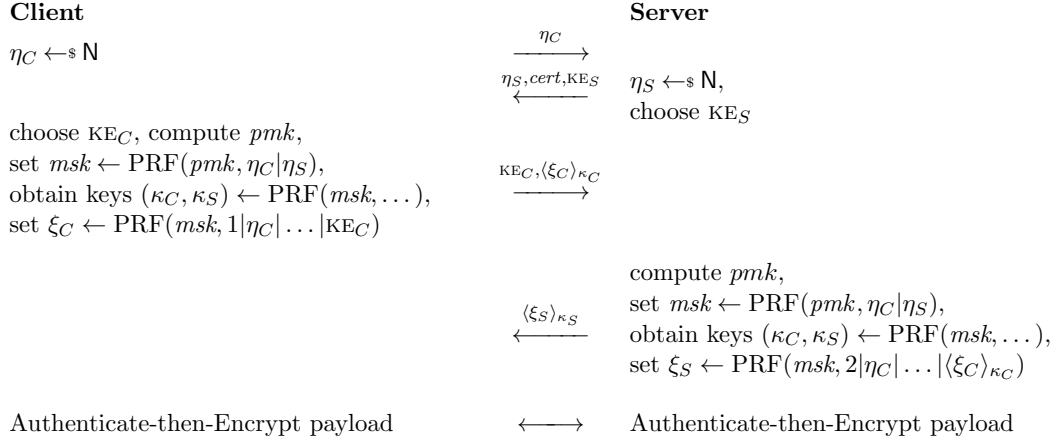 Client Server
η_C ←$ N η_C
η_S, cert, KE_S η_S ←$ N,
choose KE_S
choose KE_C, compute pmk,
set msk ← PRF(pmk, η_C|η_S), KE_C, ⟨ξ_C⟩_κ_C
obtain keys (κ_C, κ_S) ← PRF(msk, ...),
set ξ_C ← PRF(msk, 1|η_C| ... |KE_C)
compute pmk,
⟨ξ_S⟩_κ_S set msk ← PRF(pmk, η_C|η_S),
obtain keys (κ_C, κ_S) ← PRF(msk, ...),
set ξ_S ← PRF(msk, 2|η_C| ... |⟨ξ_C⟩_κ_C)
Authenticate-then-Encrypt payload ⟷ Authenticate-then-Encrypt payload